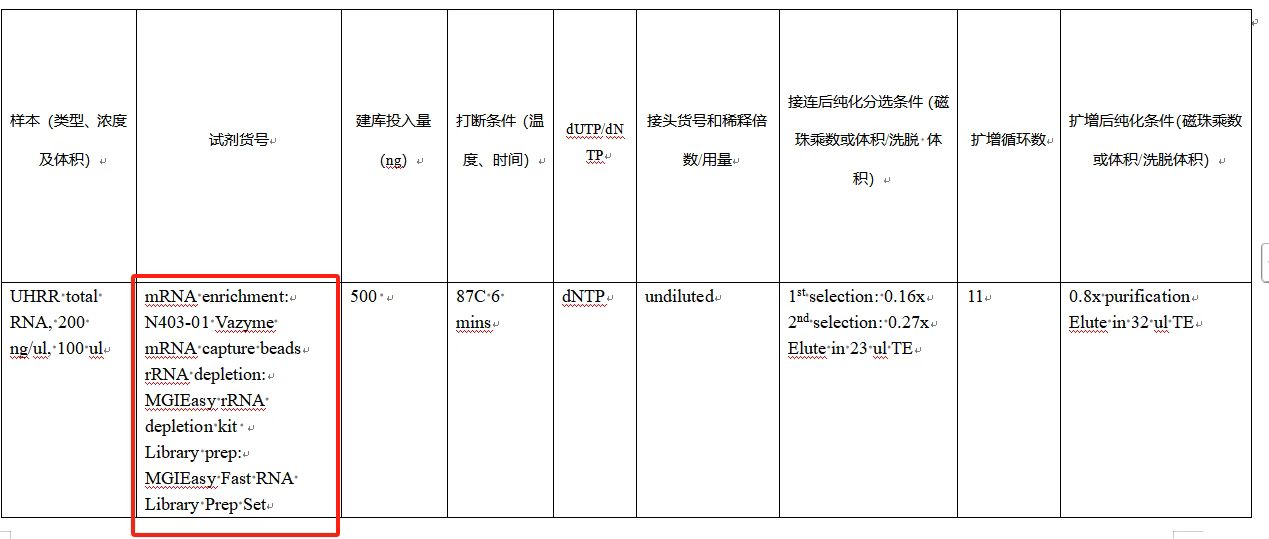 样本（类型、浓度
及体积）
试剂货号
建库投入量
（ng）
打断条件（温
度、时间）
dUTP/dN
TP
接头货号和稀释倍
数/用量
接连后纯化分选条件（磁
珠乘数或体积/洗脱 体
积）
扩增循环数
扩增后纯化条件(磁珠乘数
或体积/洗脱体积）
UHRR total
RNA, 200
ng/ul, 100 ul
mRNA enrichment:
N403-01 Vazyme
mRNA capture beads
rRNA depletion:
MGIEasy rRNA
depletion kit
Library prep:
MGIEasy Fast RNA
Library Prep Set
500
87C 6
mins
dNTP
undiluted
1st selection: 0.16x
2nd selection: 0.27x
Elute in 23 ul TE
11
0.8x purification
Elute in 32 ul TE